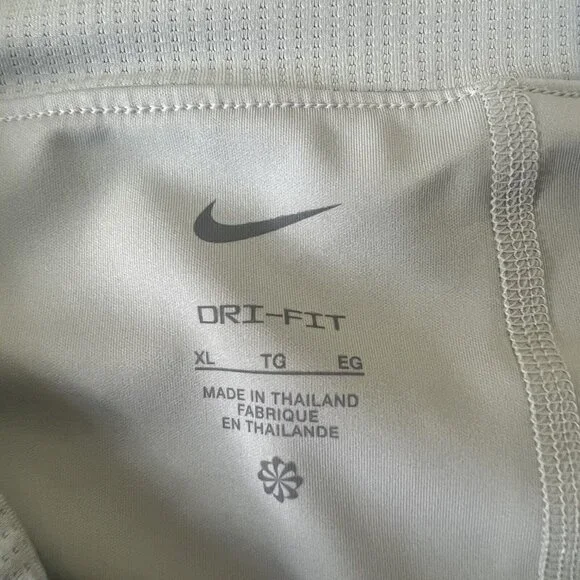 DRI-FIT
XL TG EG
MADE IN THAILAND
FABRIQUE
EN THAILANDE